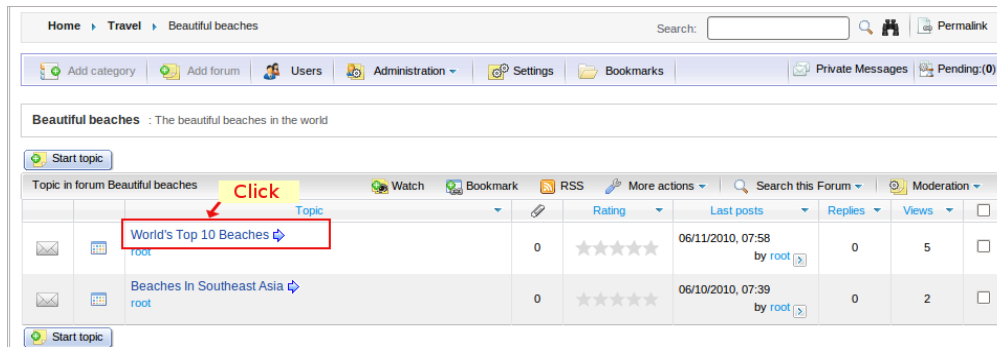 Home Travel Beautiful beaches Search: Permalink
Add category Add forum Users Administration Settings Bookmarks Private Messages Pending:(0)
Beautiful beaches : The beautiful beaches in the world
Start topic
Topic in forum Beautiful beaches Click Watch Bookmark RSS More actions Search this Forum Moderation
Topic Rating Last posts Replies Views
World's Top 10 Beaches 0 06/11/2010, 07:58 0 5
root by root
Beaches In Southeast Asia 0 06/10/2010, 07:39 0 2
root by root
Start topic